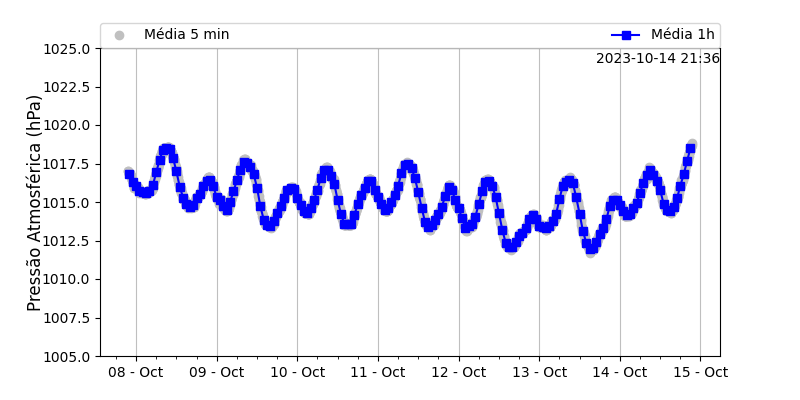 Média 5 min
Média 1h
2023-10-14 21:36
Pressão Atmosférica (hPa)
1025.0
1022.5
1020.0
1017.5
1015.0
1012.5
1010.0
1007.5
1005.0
08 - Oct
09 - Oct
10 - Oct
11 - Oct
12 - Oct
13 - Oct
14 - Oct
15 - Oct